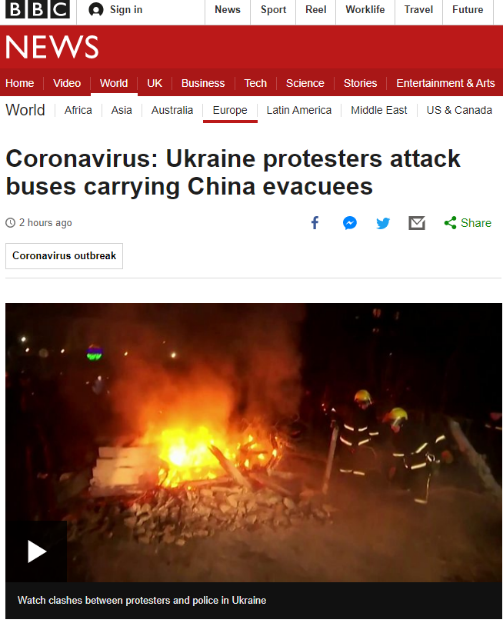 BBC Sign in News Sport Reel Worklife Travel Future
NEWS
Home Video World UK Business Tech Science Stories Entertainment & Arts
World Africa Asia Australia Europe Latin America Middle East US & Canada
Coronavirus: Ukraine protesters attack
buses carrying China evacuees
2 hours ago Share
Coronavirus outbreak
Watch clashes between protesters and police in Ukraine